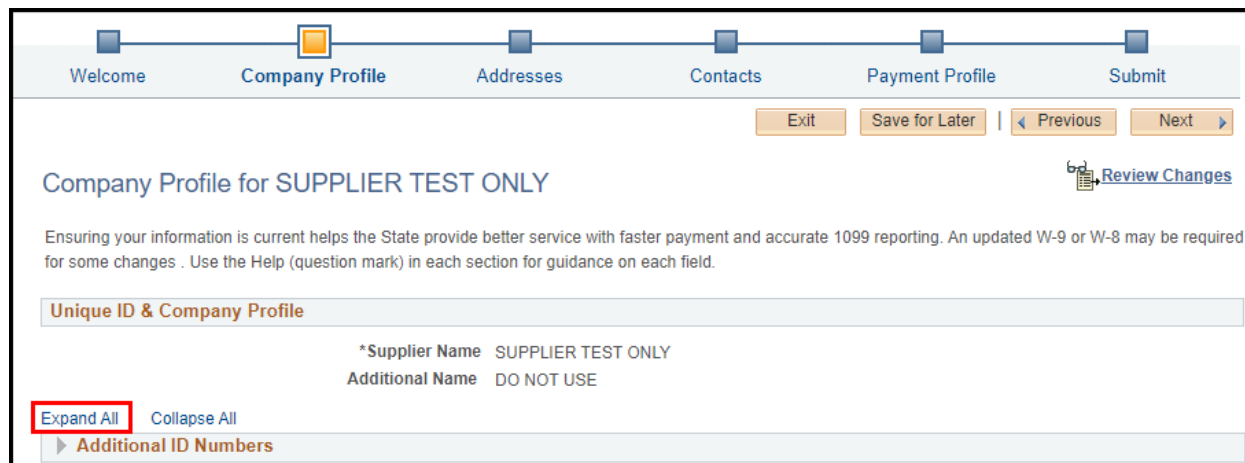 Welcome Company Profile Addresses Contacts Payment Profile Submit
Exit Save for Later | Previous Next
Company Profile for SUPPLIER TEST ONLY
Review Changes
Ensuring your information is current helps the State provide better service with faster payment and accurate 1099 reporting. An updated W-9 or W-8 may be required
for some changes . Use the Help (question mark) in each section for guidance on each field.
Unique ID & Company Profile
*Supplier Name SUPPLIER TEST ONLY
Additional Name DO NOT USE
Expand All Collapse All
Additional ID Numbers